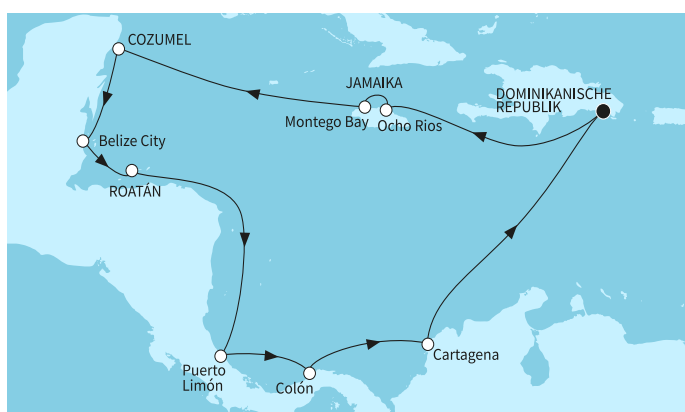 COZUMEL
JAMAIKA
DOMINIKANISCHE
REPUBLIK
Montego Bay
Ocho Rios
Belize City
ROATÁN
Cartagena
Puerto
Limón
Colón